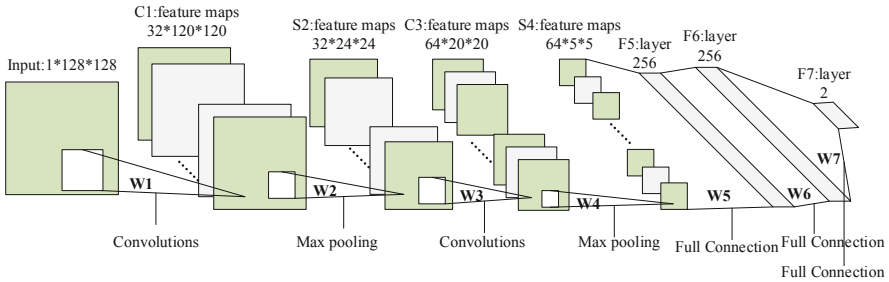 Input:1*128*128
C1:feature maps
32*120*120
S2:feature maps
32*24*24
C3:feature maps
64*20*20
S4:feature maps
64*5*5
F5:layer
256
F6:layer
256
F7:layer
2
W1
W2
W3
W4
W5
W6
W7
Convolutions
Max pooling
Convolutions
Max pooling
Full Connection
Full Connection
Full Connection